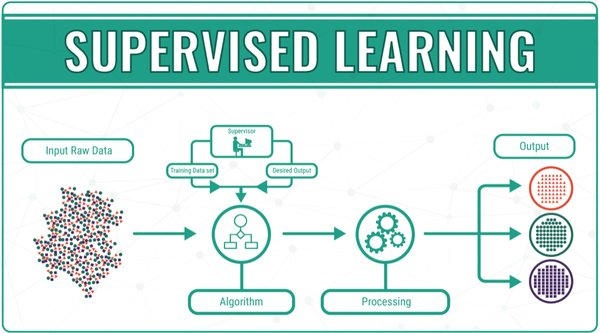 SUPERVISED LEARNING
Input Raw Data
Supervisor
Training Data set
Desired Output
Algorithm
Processing
Output